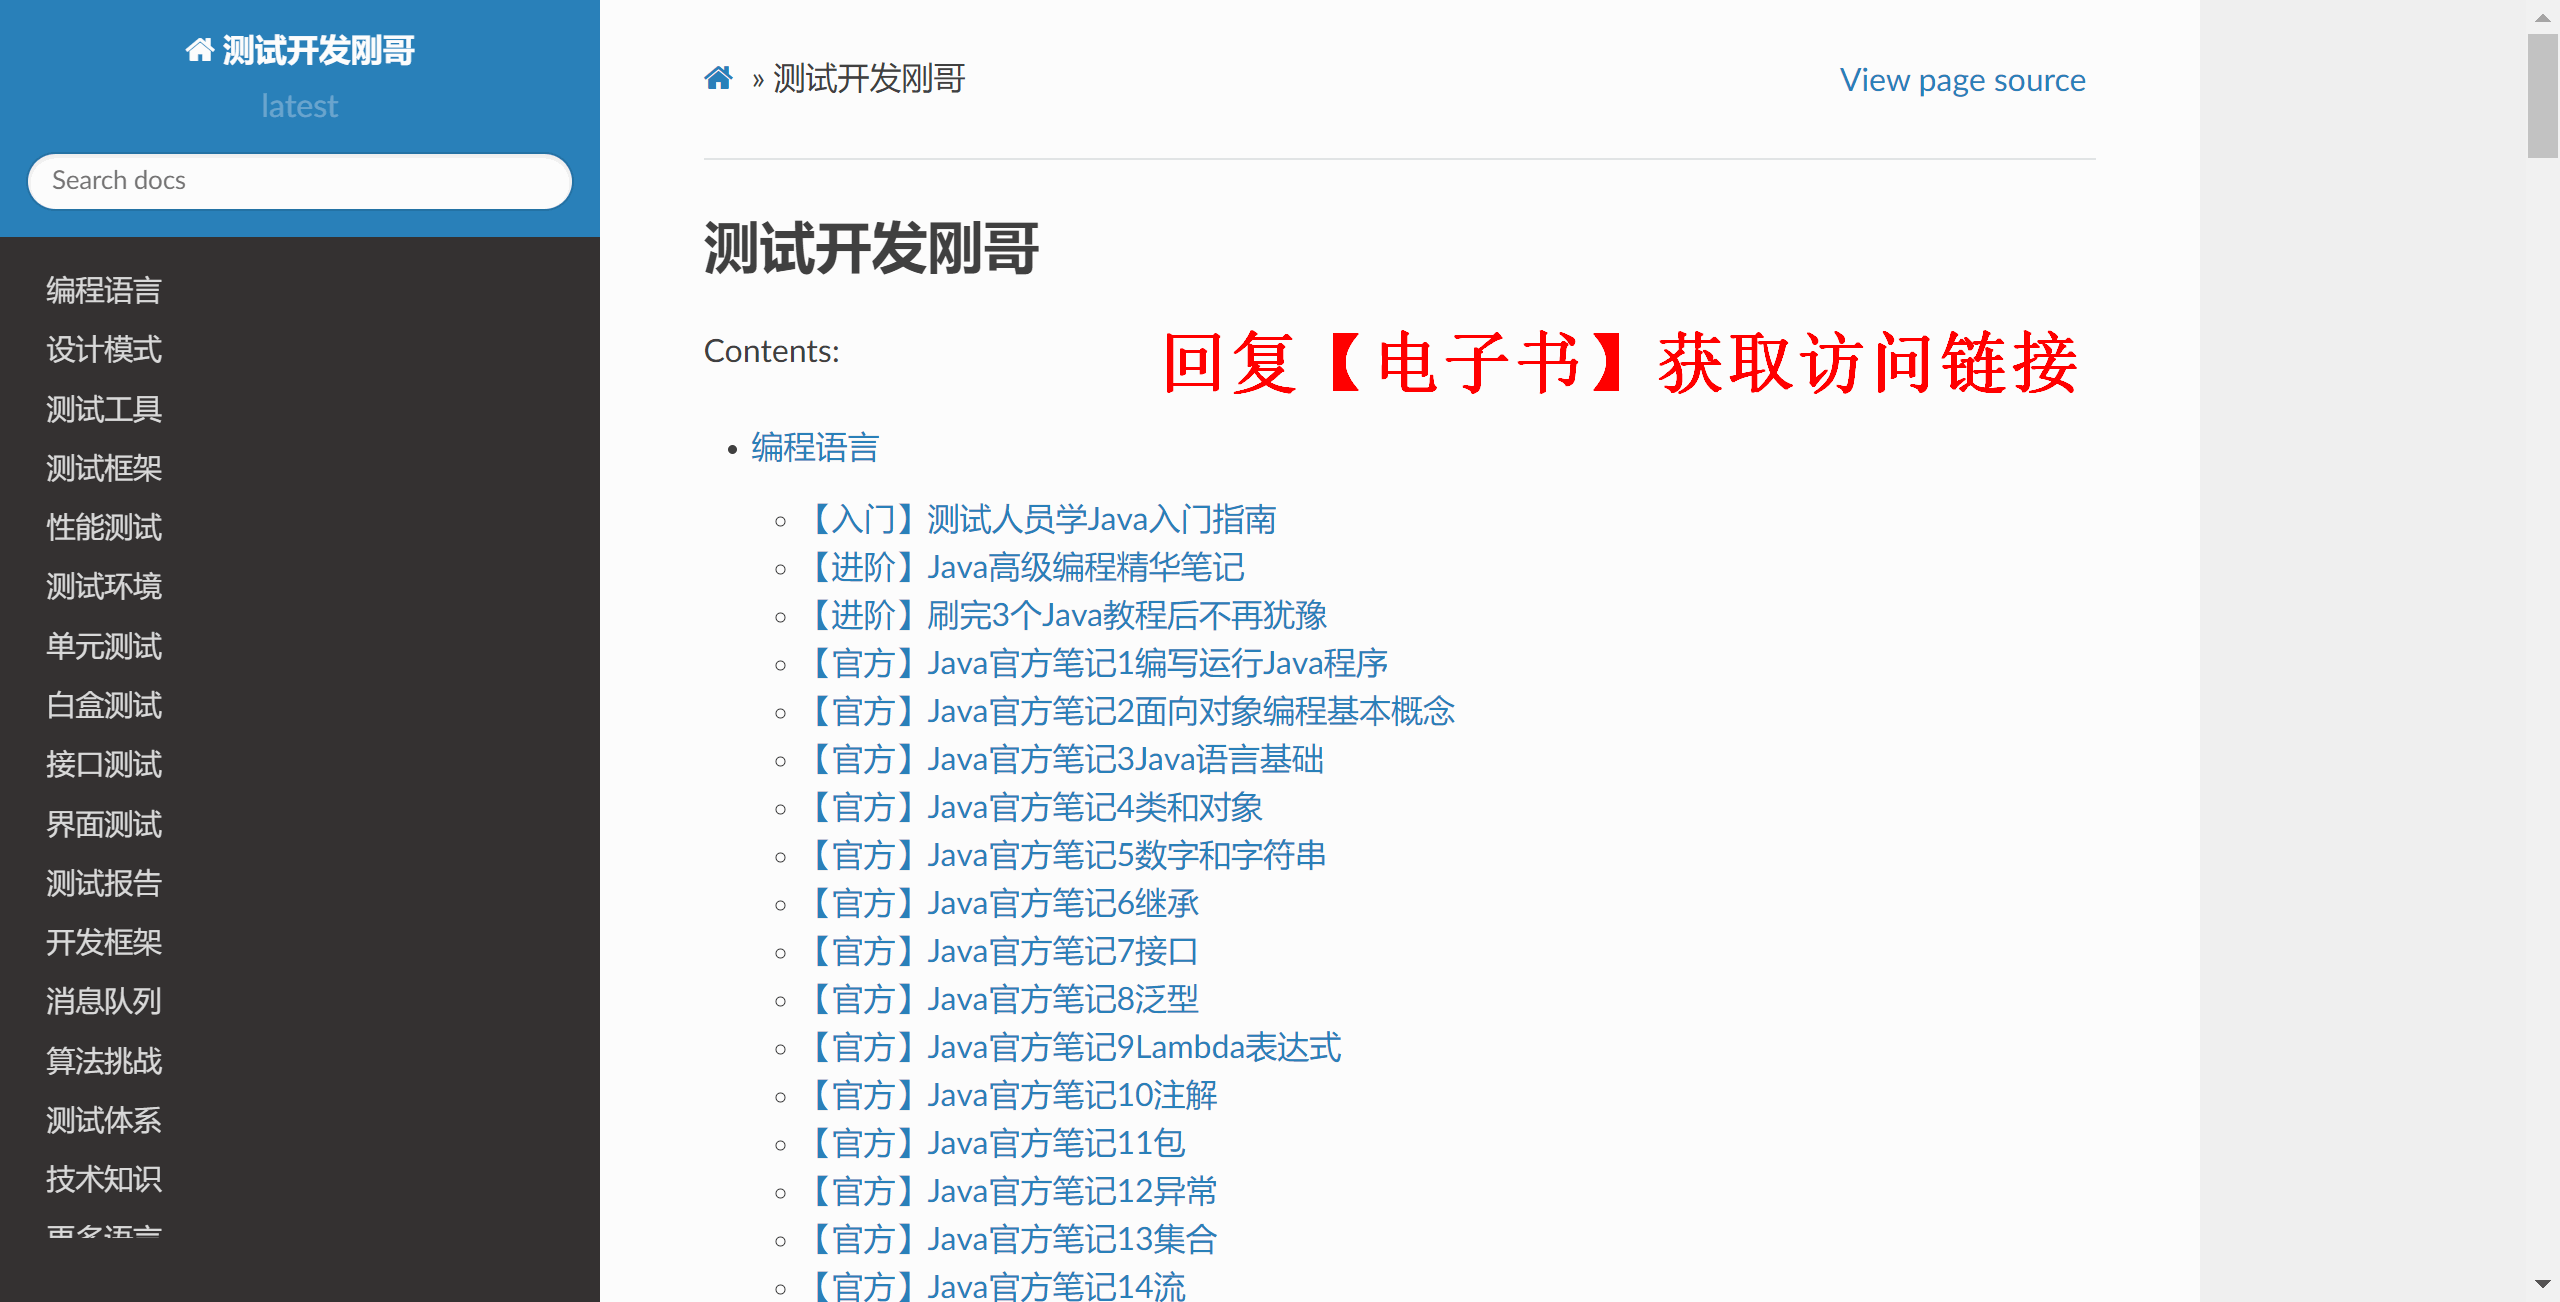 测试开发刚哥
latest
Search docs
编程语言
设计模式
测试工具
测试框架
性能测试
测试环境
单元测试
白盒测试
接口测试
界面测试
测试报告
开发框架
消息队列
算法挑战
测试体系
技术知识
更多语言
» 测试开发刚哥
View page source
测试开发刚哥
Contents:
回复【电子书】获取访问链接
• 编程语言
◦ 【入门】测试人员学Java入门指南
◦ 【进阶】Java高级编程精华笔记
◦ 【进阶】刷完3个Java教程后不再犹豫
◦ 【官方】Java官方笔记1编写运行Java程序
◦ 【官方】Java官方笔记2面向对象编程基本概念
◦ 【官方】Java官方笔记3Java语言基础
◦ 【官方】Java官方笔记4类和对象
◦ 【官方】Java官方笔记5数字和字符串
◦ 【官方】Java官方笔记6继承
◦ 【官方】Java官方笔记7接口
◦ 【官方】Java官方笔记8泛型
◦ 【官方】Java官方笔记9Lambda表达式
◦ 【官方】Java官方笔记10注解
◦ 【官方】Java官方笔记11包
◦ 【官方】Java官方笔记12异常
◦ 【官方】Java官方笔记13集合
◦ 【官方】Java官方笔记14流